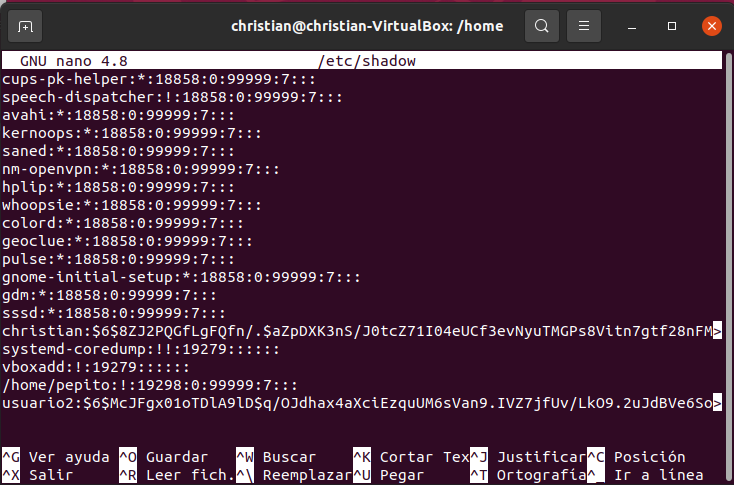 christian@christian-VirtualBox: /home
GNU nano 4.8 /etc/shadow
cups-pk-helper:*:18858:0:99999:7:::
speech-dispatcher:!:18858:0:99999:7:::
avahi:*:18858:0:99999:7:::
kernoops:*:18858:0:99999:7:::
saned:*:18858:0:99999:7:::
nm-openvpn:*:18858:0:99999:7:::
hplip:*:18858:0:99999:7:::
whoopsie:*:18858:0:99999:7:::
colord:*:18858:0:99999:7:::
geoclue:*:18858:0:99999:7:::
pulse:*:18858:0:99999:7:::
gnome-initial-setup:*:18858:0:99999:7:::
gdm:*:18858:0:99999:7:::
sssd:*:18858:0:99999:7:::
christian:$6$8ZJ2PQGfLgFQfn/.$aZpDXK3nS/J0tcZ71I04eUCf3evNyuTMGPs8Vitn7gtf28nFM>
systemd-coredump:!!:19279::::::
vboxadd:!:19279::::::
/home/pepito:!:19298:0:99999:7:::
usuario2:$6$McJFgx01oTDlA9lD$q/OJdhax4aXciEzquUM6sVan9.IVZ7jfUv/LkO9.2uJdBVe6So>
^G Ver ayuda ^O Guardar ^W Buscar ^K Cortar Tex ^J Justificar ^C Posición
^X Salir ^R Leer fich. ^\ Reemplazar ^U Pegar ^T Ortografía ^_ Ir a línea